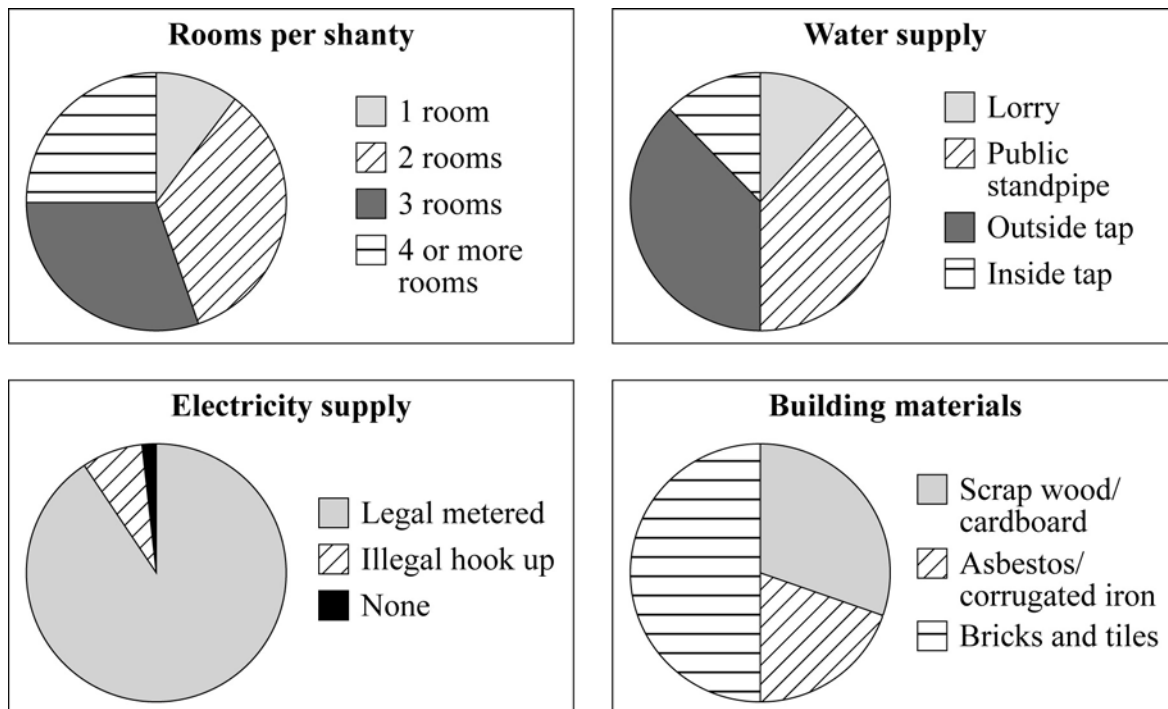 Rooms per shanty
1 room
2 rooms
3 rooms
4 or more
rooms
Water supply
Lorry
Public
standpipe
Outside tap
Inside tap
Electricity supply
Legal metered
Illegal hook up
None
Building materials
Scrap wood/
cardboard
Asbestos/
corrugated iron
Bricks and tiles